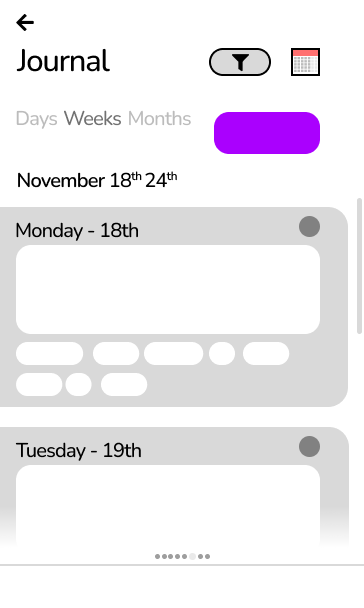 Journal
Days Weeks Months
November 18th 24th
Monday - 18th
Tuesday - 19th